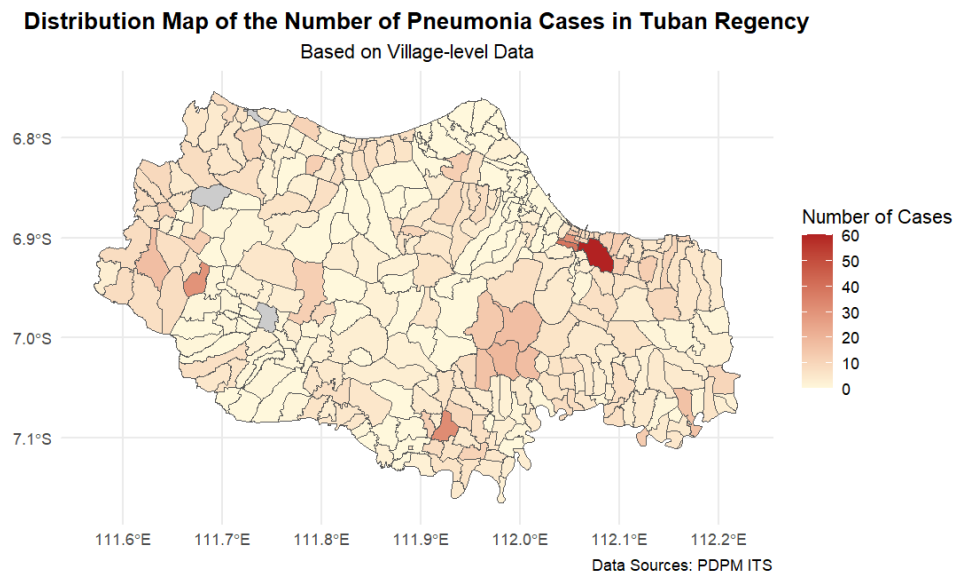 Distribution Map of the Number of Pneumonia Cases in Tuban Regency
Based on Village-level Data
6.8°S
6.9°S
7.0°S
7.1°S
111.6°E 111.7°E 111.8°E 111.9°E 112.0°E 112.1°E 112.2°E
Number of Cases
60
50
40
30
20
10
0
Data Sources: PDPM ITS